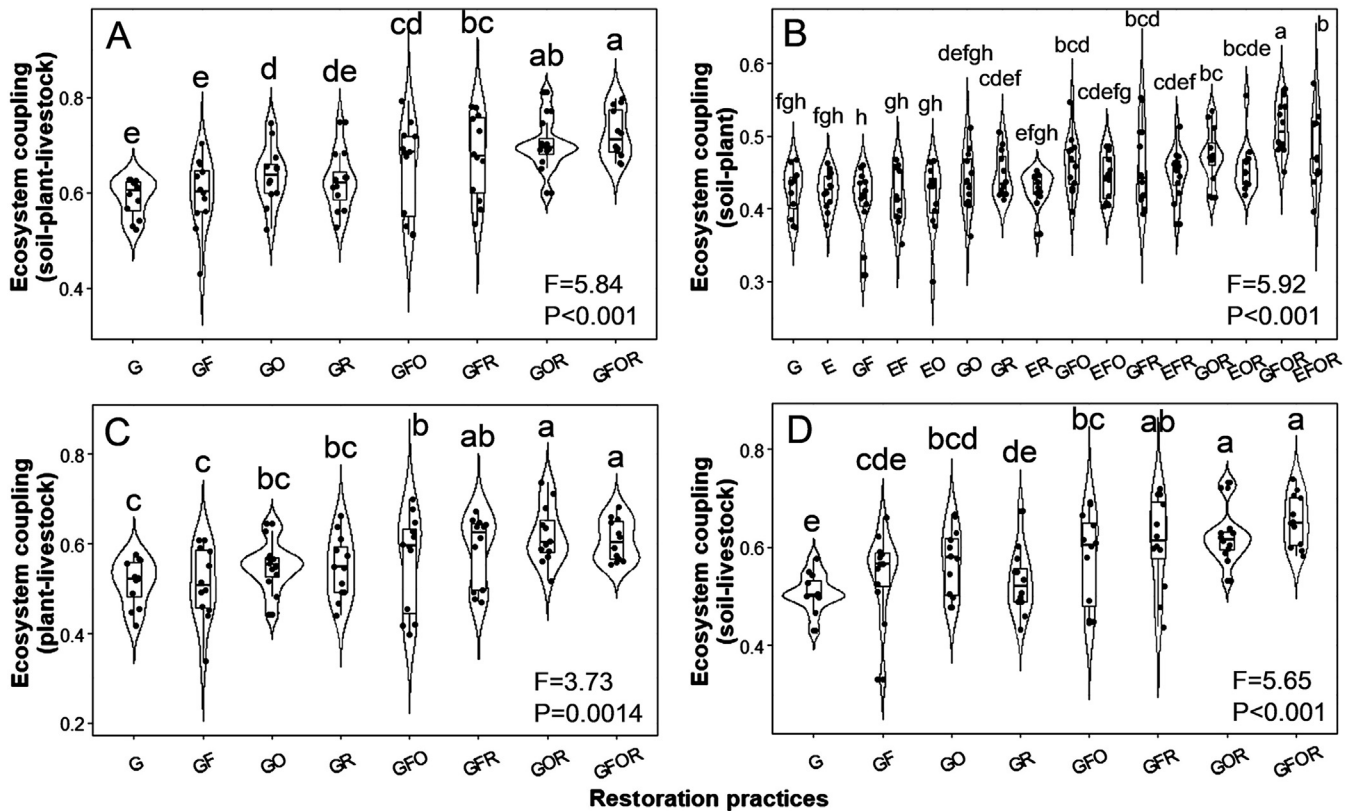 A
Ecosystem coupling
(soil-plant-livestock)
0.8
0.6
0.4
e
e
d
de
cd
bc
ab
a
F=5.84
P<0.001
G
GF
GO
GR
GFO
GFR
GOR
GFOR
B
Ecosystem coupling
(soil-pant)
0.6
0.5
0.4
0.3
fgh
fgh
h
gh
gh
defgh
cdef
efgh
bcd
cdefg
bcd
cdef
bc
bcde
a
b
F=5.92
P<0.001
G
E
GF
EF
EO
GO
GR
ER
GFO
EFO
GFR
EFR
GOR
EOR
GFOR
EFOR
C
Ecosystem coupling
(plant-livestock)
0.8
0.6
0.4
0.2
c
c
bc
bc
b
ab
a
a
F=3.73
P=0.0014
G
GF
GO
GR
GFO
GFR
GOR
GFOR
D
Ecosystem coupling
(soil-livestock)
0.8
0.6
0.4
e
cde
bcd
de
bc
ab
a
a
F=5.65
P<0.001
G
GF
GO
GR
GFO
GFR
GOR
GFOR
Restoration practices